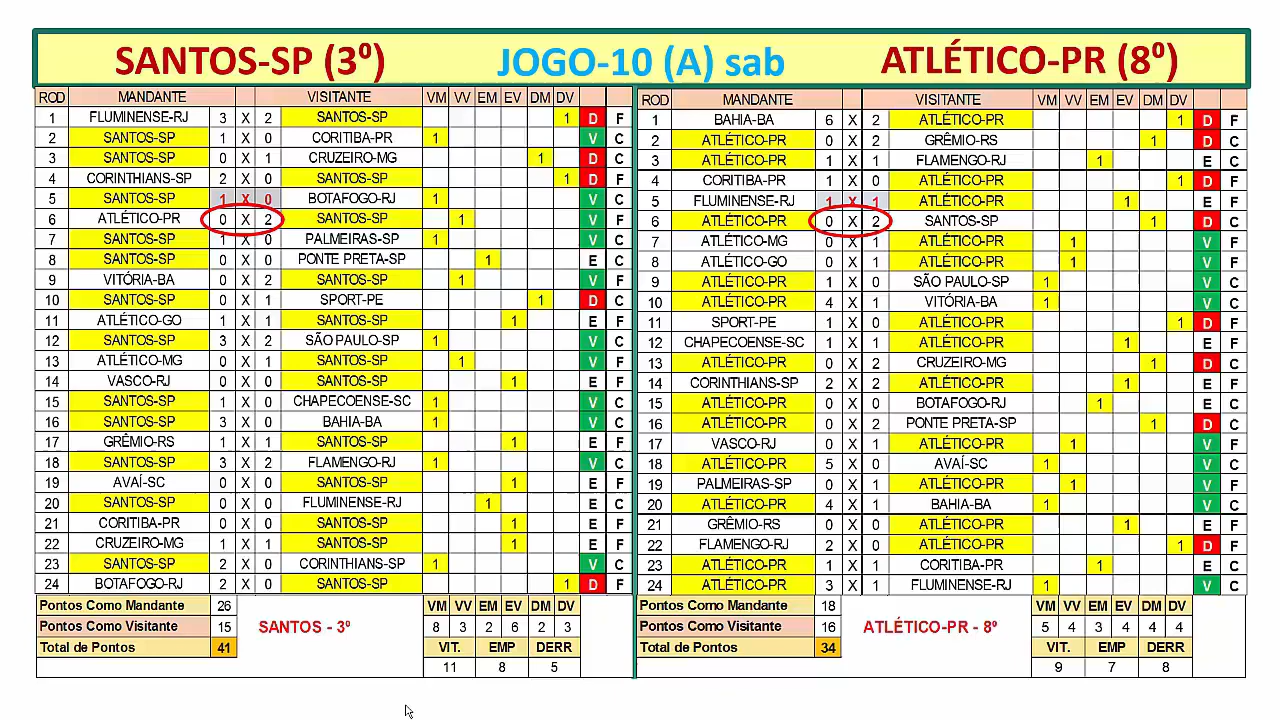 SANTOS-SP (3º) JOGO-10 (A) sab ATLÉTICO-PR (8º)
ROD MANDANTE VISITANTE VM VV EM EV DM DV
1 FLUMINENSE-RJ 3 X 2 SANTOS-SP 1 D F
2 SANTOS-SP 1 X 0 CORITIBA-PR 1 V C
3 SANTOS-SP 0 X 1 CRUZEIRO-MG 1 D C
4 CORINTHIANS-SP 2 X 0 SANTOS-SP 1 D F
5 SANTOS-SP 1 X 0 BOTAFOGO-RJ 1 V C
6 ATLÉTICO-PR 0 X 2 SANTOS-SP 1 V F
7 SANTOS-SP 1 X 0 PALMEIRAS-SP 1 V C
8 SANTOS-SP 0 X 0 PONTE PRETA-SP 1 E C
9 VITÓRIA-BA 0 X 2 SANTOS-SP 1 V F
10 SANTOS-SP 0 X 1 SPORT-PE 1 D C
11 ATLÉTICO-GO 1 X 1 SANTOS-SP 1 E F
12 SANTOS-SP 3 X 2 SÃO PAULO-SP 1 V C
13 ATLÉTICO-MG 0 X 1 SANTOS-SP 1 V F
14 VASCO-RJ 0 X 0 SANTOS-SP 1 E F
15 SANTOS-SP 1 X 0 CHAPECOENSE-SC 1 V C
16 SANTOS-SP 3 X 0 BAHIA-BA 1 V C
17 GRÊMIO-RS 1 X 1 SANTOS-SP 1 E F
18 SANTOS-SP 3 X 2 FLAMENGO-RJ 1 V C
19 AVAÍ-SC 0 X 0 SANTOS-SP 1 E F
20 SANTOS-SP 0 X 0 FLUMINENSE-RJ 1 E C
21 CORITIBA-PR 0 X 0 SANTOS-SP 1 E F
22 CRUZEIRO-MG 1 X 1 SANTOS-SP 1 E F
23 SANTOS-SP 2 X 0 CORINTHIANS-SP 1 V C
24 BOTAFOGO-RJ 2 X 0 SANTOS-SP 1 D F
Pontos Como Mandante 26 VM VV EM EV DM DV
Pontos Como Visitante 15 SANTOS - 3º 8 3 2 6 2 3
Total de Pontos 41 VIT. EMP DERR
11 8 5
ROD MANDANTE VISITANTE VM VV EM EV DM DV
1 BAHIA-BA 6 X 2 ATLÉTICO-PR 1 D F
2 ATLÉTICO-PR 0 X 2 GRÊMIO-RS 1 D C
3 ATLÉTICO-PR 1 X 1 FLAMENGO-RJ 1 E C
4 CORITIBA-PR 1 X 0 ATLÉTICO-PR 1 D F
5 FLUMINENSE-RJ 1 X 1 ATLÉTICO-PR 1 E F
6 ATLÉTICO-PR 0 X 2 SANTOS-SP 1 D C
7 ATLÉTICO-MG 0 X 1 ATLÉTICO-PR 1 V F
8 ATLÉTICO-GO 0 X 1 ATLÉTICO-PR 1 V F
9 ATLÉTICO-PR 1 X 0 SÃO PAULO-SP 1 V C
10 ATLÉTICO-PR 4 X 1 VITÓRIA-BA 1 V C
11 SPORT-PE 1 X 0 ATLÉTICO-PR 1 D F
12 CHAPECOENSE-SC 1 X 1 ATLÉTICO-PR 1 E F
13 ATLÉTICO-PR 0 X 2 CRUZEIRO-MG 1 D C
14 CORINTHIANS-SP 2 X 2 ATLÉTICO-PR 1 E F
15 ATLÉTICO-PR 0 X 0 BOTAFOGO-RJ 1 E C
16 ATLÉTICO-PR 0 X 2 PONTE PRETA-SP 1 D C
17 VASCO-RJ 0 X 1 ATLÉTICO-PR 1 V F
18 ATLÉTICO-PR 5 X 0 AVAÍ-SC 1 V C
19 PALMEIRAS-SP 0 X 1 ATLÉTICO-PR 1 V F
20 ATLÉTICO-PR 4 X 1 BAHIA-BA 1 V C
21 GRÊMIO-RS 0 X 0 ATLÉTICO-PR 1 E F
22 FLAMENGO-RJ 2 X 0 ATLÉTICO-PR 1 D F
23 ATLÉTICO-PR 1 X 1 CORITIBA-PR 1 E C
24 ATLÉTICO-PR 3 X 1 FLUMINENSE-RJ 1 V C
Pontos Como Mandante 18 VM VV EM EV DM DV
Pontos Como Visitante 16 ATLÉTICO-PR - 8º 5 4 3 4 4 4
Total de Pontos 34 VIT. EMP DERR
9 7 8